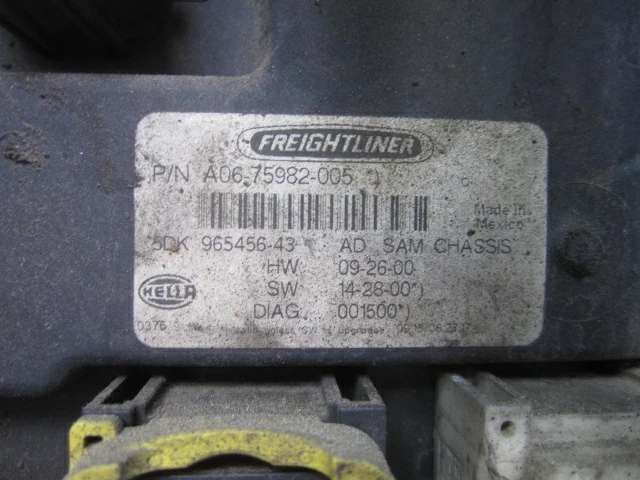 FREIGHTLINER
P/N A06-75982-005 *)
Made in
Mexico
5DK 965456-43 AD SAM CHASSIS
HW 09-26-00
HELLA
SW 14-28-00*)
DIAG 001500*)
0375